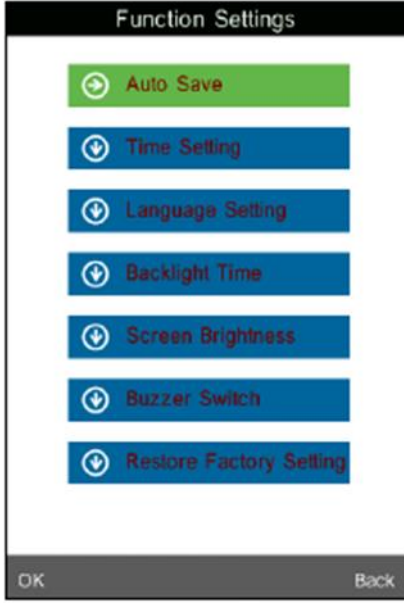 Function Settings
Auto Save
Time Setting
Language Setting
Backlight Time
Screen Brightness
Buzzer Switch
Restore Factory Setting
OK
Back